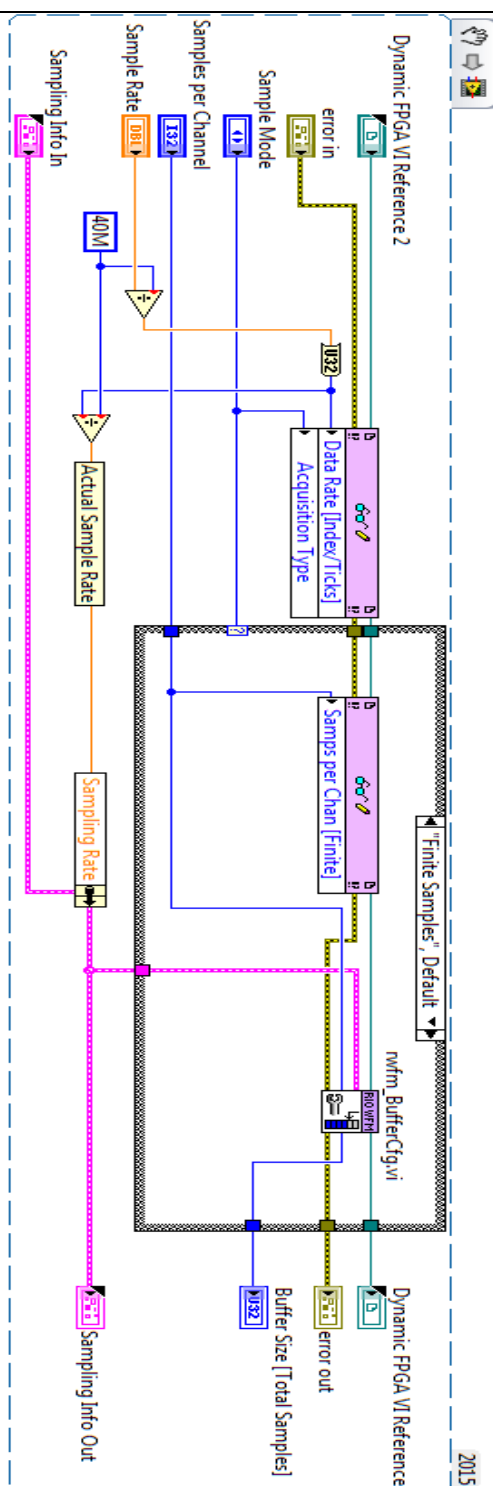 2015
Dynamic FPGA VI Reference 2
error in
Sample Mode
Samples per Channel
I32
Sample Rate
DBL
Sampling Info In
40M
÷
U32
÷
Actual Sample Rate
Data Rate [Index/Ticks]
Acquisition Type
?
"Finite Samples", Default
Samps per Chan [Finite]
Sampling Rate
rwfm_BufferCfg.vi
RIO WFM
Dynamic FPGA VI Reference
error out
Buffer Size [Total Samples]
U32
Sampling Info Out